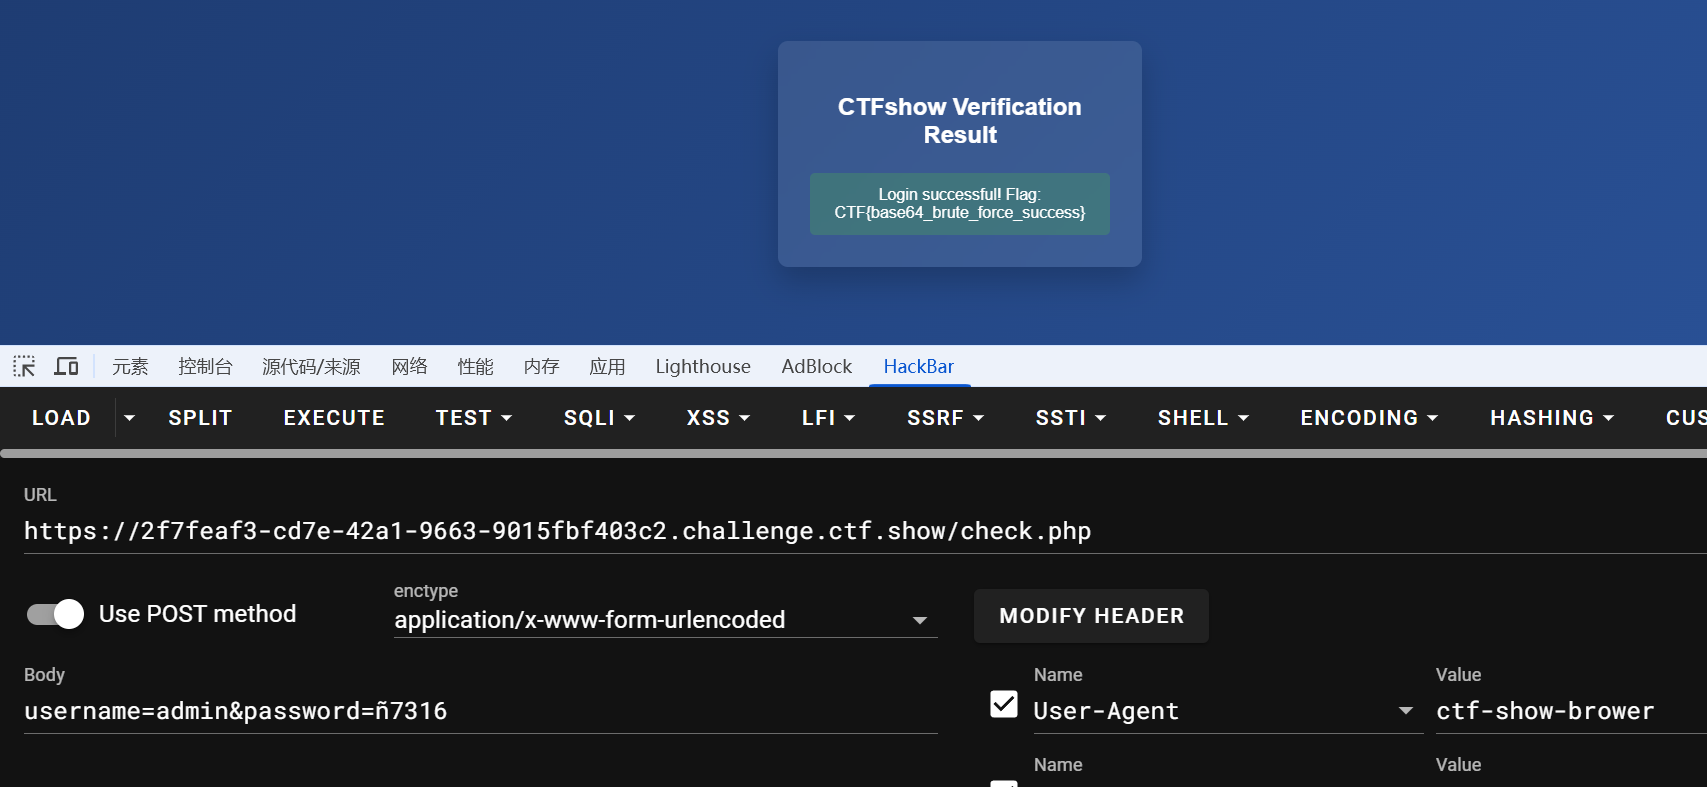 CTFshow Verification
Result
Login successful! Flag:
CTF{base64_brute_force_success}
元素 控制台 源代码/来源 网络 性能 内存 应用 Lighthouse AdBlock HackBar
LOAD SPLIT EXECUTE TEST SQLI XSS LFI SSRF SSTI SHELL ENCODING HASHING CUS
URL
https://2f7feaf3-cd7e-42a1-9663-9015fbf403c2.challenge.ctf.show/check.php
Use POST method
enctype
application/x-www-form-urlencoded
MODIFY HEADER
Body
username=admin&password=ñ7316
Name Value
User-Agent ctf-show-brower
Name Value